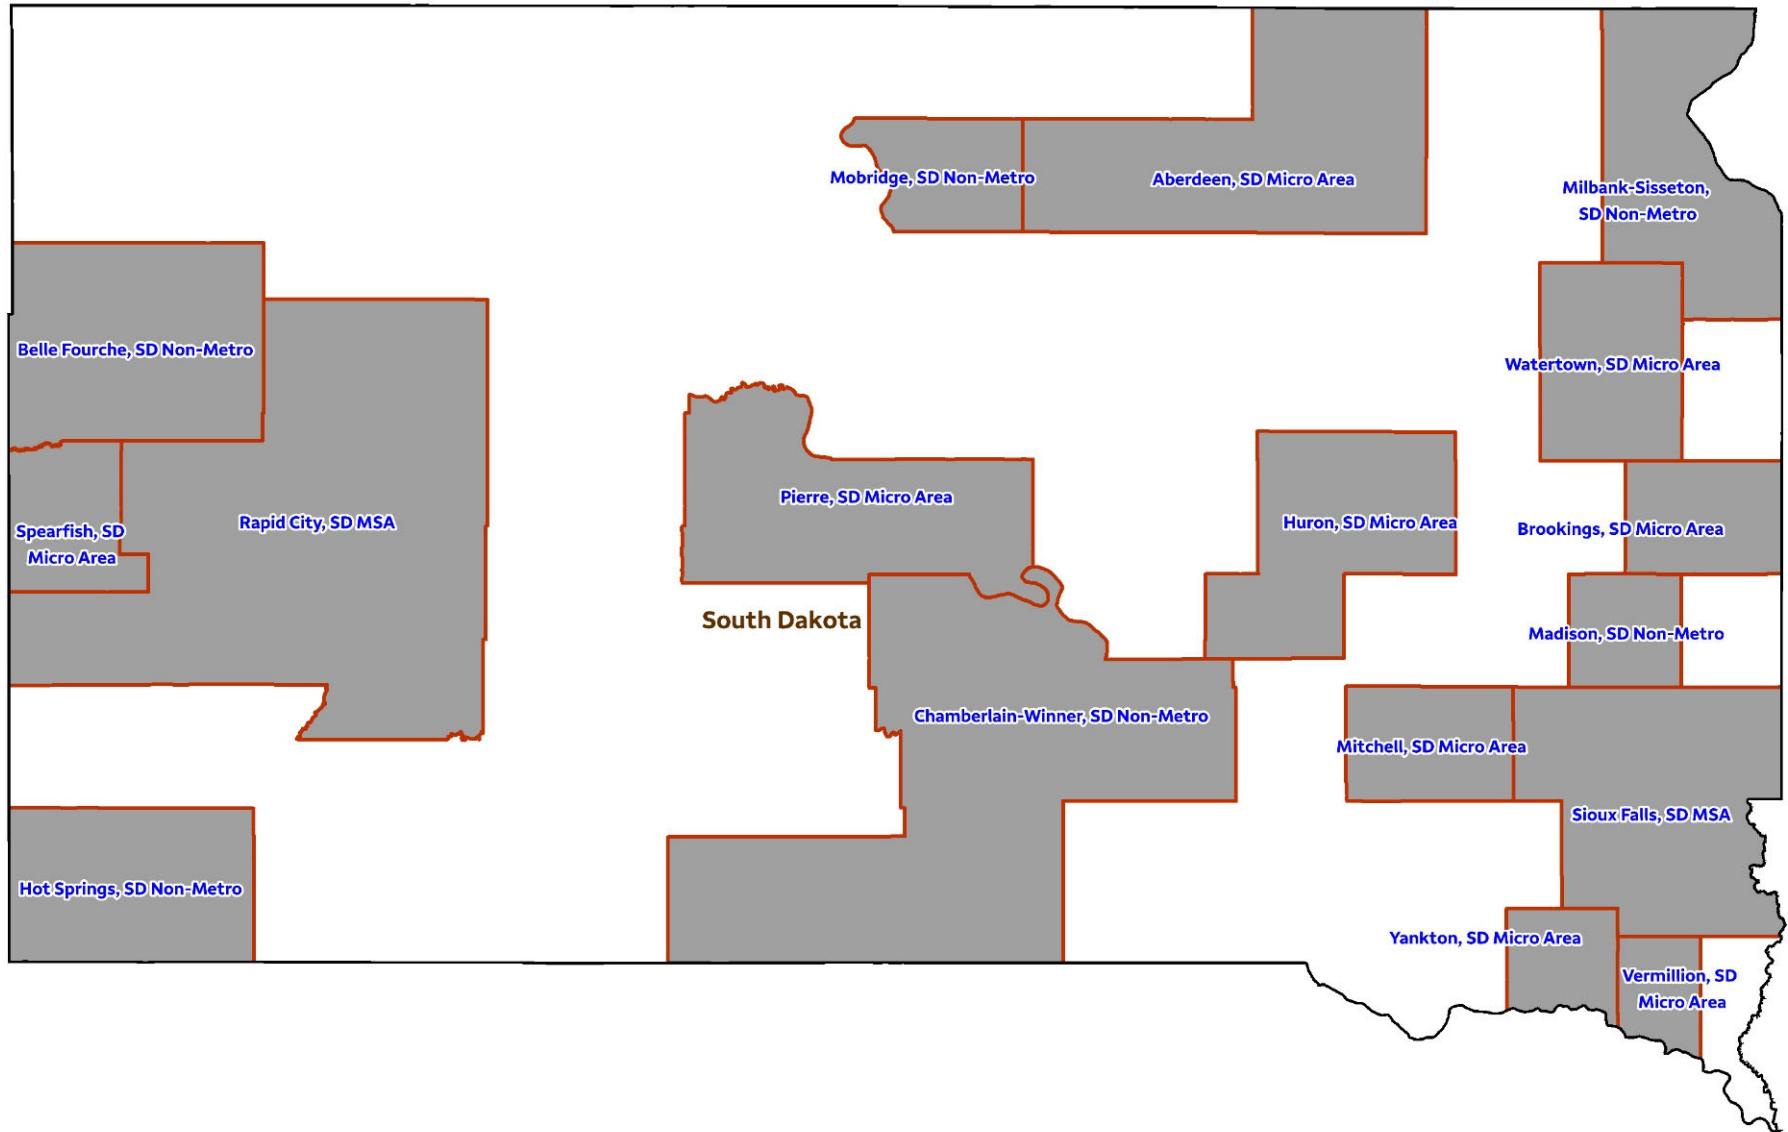 Mobridge, SD Non-Metro
Aberdeen, SD Micro Area
Milbank-Sisseton,
SD Non-Metro
Belle Fourche, SD Non-Metro
Watertown, SD Micro Area
Pierre, SD Micro Area
Rapid City, SD MSA
Huron, SD Micro Area
Spearfish, SD
Micro Area
Brookings, SD Micro Area
South Dakota
Madison, SD Non-Metro
Chamberlain-Winner, SD Non-Metro
Mitchell, SD Micro Area
Sioux Falls, SD MSA
Hot Springs, SD Non-Metro
Yankton, SD Micro Area
Vermillion, SD
Micro Area